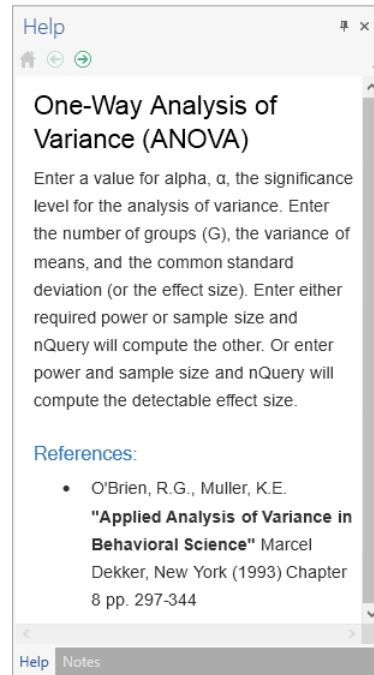 Help
One-Way Analysis of
Variance (ANOVA)
Enter a value for alpha, α, the significance
level for the analysis of variance. Enter
the number of groups (G), the variance of
means, and the common standard
deviation (or the effect size). Enter either
required power or sample size and
nQuery will compute the other. Or enter
power and sample size and nQuery will
compute the detectable effect size.
References:
• O'Brien, R.G., Muller, K.E.
"Applied Analysis of Variance in
Behavioral Science" Marcel
Dekker, New York (1993) Chapter
8 pp. 297-344
Help Notes